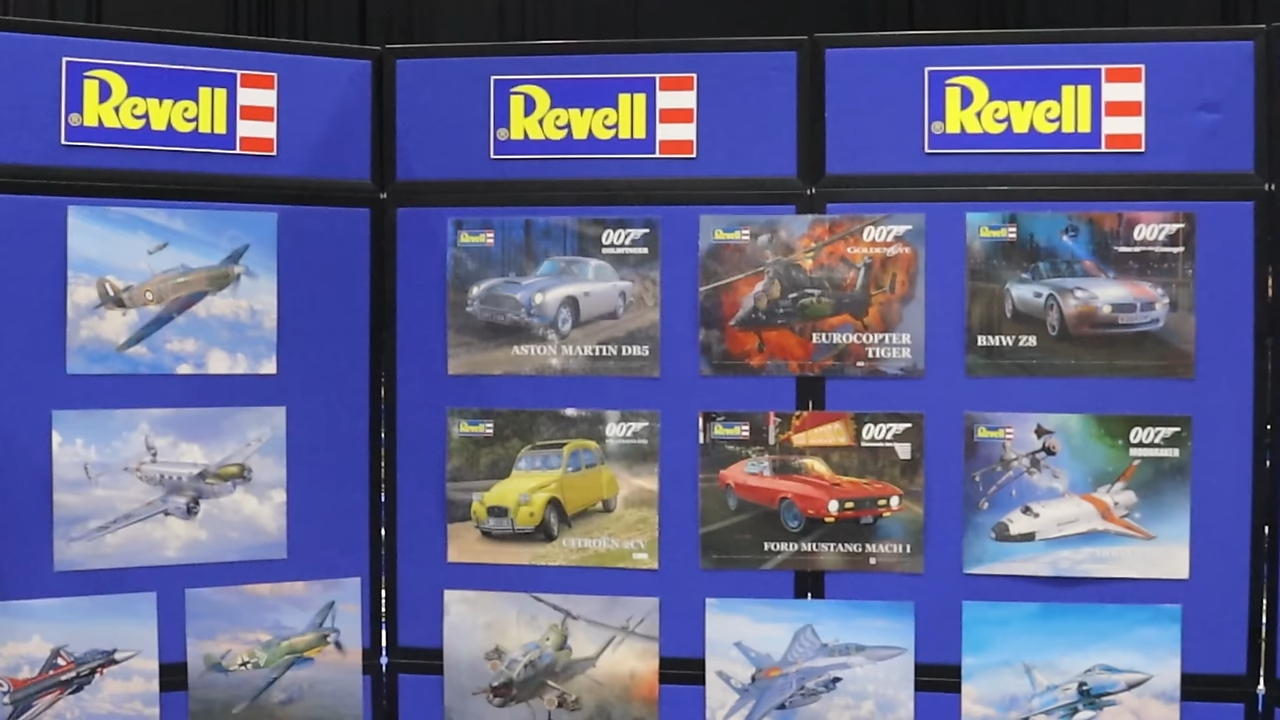 ® Revell
® Revell
® Revell
Revell
007
GOLDFINGER
ASTON MARTIN DB5
Revell
007
GOLDENEYE
EUROCOPTER
TIGER
Revell
007
BMW Z8
Revell
007
CITROËN 2CV
Revell
007
FORD MUSTANG MACH I
Revell
007
MOONRAKER